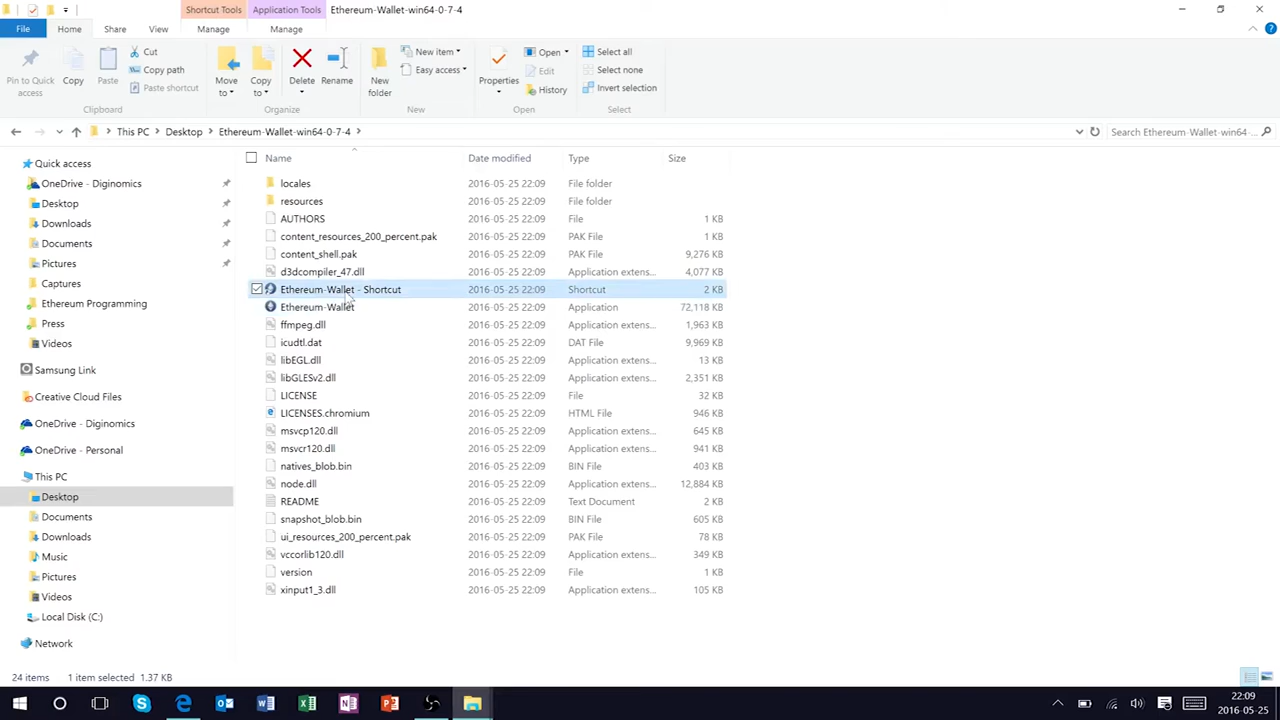 Shortcut Tools Application Tools Ethereum-Wallet-win64-0-7-4
File Home Share View Manage Manage
Pin to Quick access
Copy
Paste
Cut
Copy path
Paste shortcut
Clipboard
Move to
Copy to
Delete
Rename
Organize
New folder
New item
Easy access
New
Properties
Open
Edit
History
Open
Select all
Select none
Invert selection
Select
This PC Desktop Ethereum-Wallet-win64-0-7-4
Search Ethereum-Wallet-win64-...
Quick access
OneDrive - Diginomics
Desktop
Downloads
Documents
Pictures
Captures
Ethereum Programming
Press
Videos
Samsung Link
Creative Cloud Files
OneDrive - Diginomics
OneDrive - Personal
This PC
Desktop
Documents
Downloads
Music
Pictures
Videos
Local Disk (C:)
Network
Name Date modified Type Size
locales 2016-05-25 22:09 File folder
resources 2016-05-25 22:09 File folder
AUTHORS 2016-05-25 22:09 File 1 KB
content_resources_200_percent.pak 2016-05-25 22:09 PAK File 1 KB
content_shell.pak 2016-05-25 22:09 PAK File 9,276 KB
d3dcompiler_47.dll 2016-05-25 22:09 Application extens... 4,077 KB
Ethereum-Wallet - Shortcut 2016-05-25 22:09 Shortcut 2 KB
Ethereum-Wallet 2016-05-25 22:09 Application 72,118 KB
ffmpeg.dll 2016-05-25 22:09 Application extens... 1,963 KB
icudtl.dat 2016-05-25 22:09 DAT File 9,969 KB
libEGL.dll 2016-05-25 22:09 Application extens... 13 KB
libGLESv2.dll 2016-05-25 22:09 Application extens... 2,351 KB
LICENSE 2016-05-25 22:09 File 32 KB
LICENSES.chromium 2016-05-25 22:09 HTML File 946 KB
msvcp120.dll 2016-05-25 22:09 Application extens... 645 KB
msvcr120.dll 2016-05-25 22:09 Application extens... 941 KB
natives_blob.bin 2016-05-25 22:09 BIN File 403 KB
node.dll 2016-05-25 22:09 Application extens... 12,884 KB
README 2016-05-25 22:09 Text Document 2 KB
snapshot_blob.bin 2016-05-25 22:09 BIN File 605 KB
ui_resources_200_percent.pak 2016-05-25 22:09 PAK File 78 KB
vccorlib120.dll 2016-05-25 22:09 Application extens... 349 KB
version 2016-05-25 22:09 File 1 KB
xinput1_3.dll 2016-05-25 22:09 Application extens... 105 KB
24 items 1 item selected 1.37 KB
22:09
2016-05-25